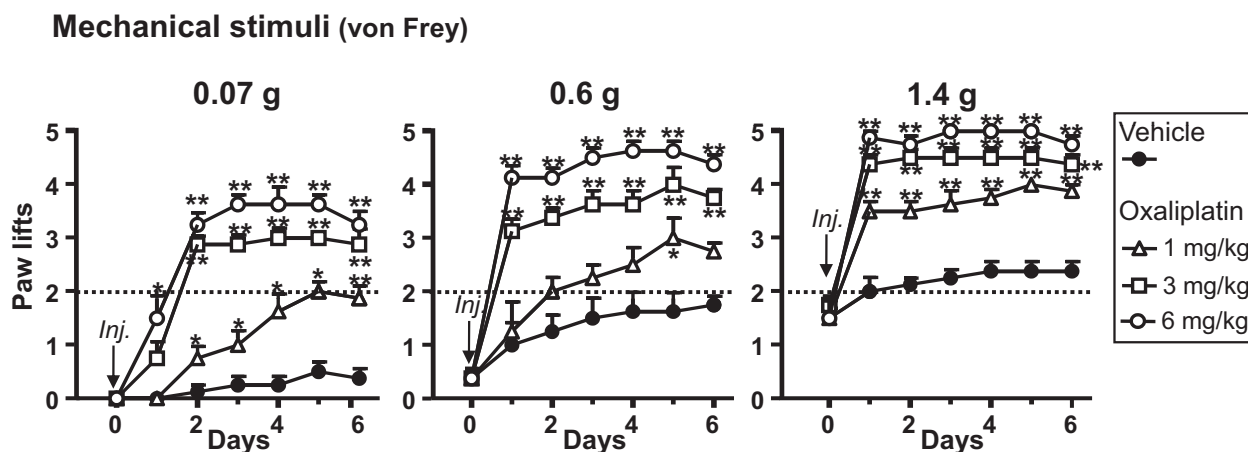 Mechanical stimuli (von Frey)
0.07 g
0.6 g
1.4 g
Paw lifts
5
4
3
2
1
0
Inj.
** ** ** ** **
** ** ** ** **
* * * * * **
0 2 4 6
Days
5
4
3
2
1
0
Inj.
** ** ** ** ** **
** ** ** ** ** **
*
0 2 4 6
Days
5
4
3
2
1
0
Inj.
** ** ** ** ** **
** ** ** ** ** **
** ** ** ** ** **
0 2 4 6
Days
Vehicle
Oxaliplatin
1 mg/kg
3 mg/kg
6 mg/kg